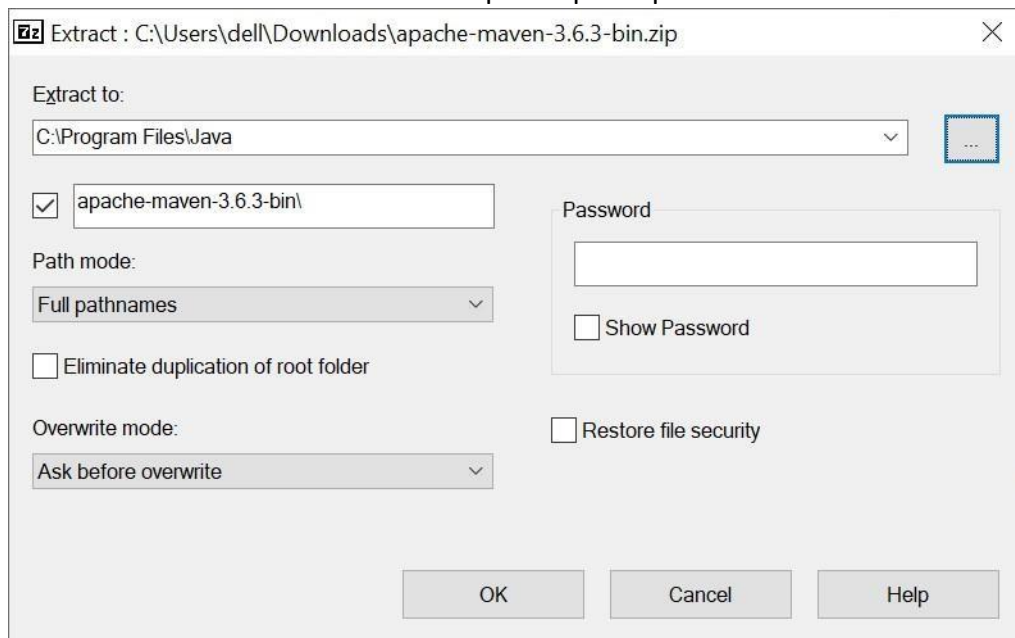 7z Extract : C:\Users\dell\Downloads\apache-maven-3.6.3-bin.zip
Extract to:
C:\Program Files\Java
...
apache-maven-3.6.3-bin\
Password
Path mode:
Full pathnames
Show Password
Eliminate duplication of root folder
Overwrite mode:
Restore file security
Ask before overwrite
OK Cancel Help